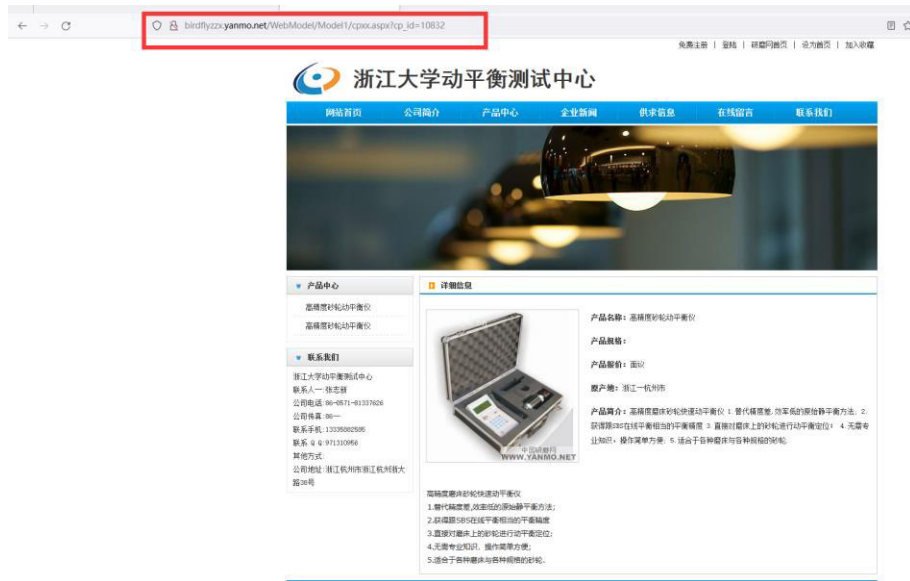 birdflyzzx.yanmo.net/WebModel/Model1/cpxx.aspx?cp_id=10832
免费注册 | 登陆 | 研磨网首页 | 设为首页 | 加入收藏
浙江大学动平衡测试中心
网站首页 公司简介 产品中心 企业新闻 供求信息 在线留言 联系我们
产品中心
高精度砂轮动平衡仪
高精度砂轮动平衡仪
联系我们
浙江大学动平衡测试中心
联系人一:张志新
公司电话:86-0571-81337626
公司传真:86—
联系手机:13335882585
联系 Q Q:971310956
其他方式:
公司地址:浙江杭州市浙江杭州浙大
路38号
详细信息
中国研磨网
WWW.YANMO.NET
产品名称:高精度砂轮动平衡仪
产品规格:
产品报价:面议
原产地:浙江—杭州市
产品简介:高精度磨床砂轮快速动平衡仪 1.替代精度差,效率低的原始静平衡方法; 2.
获得跟SBS在线平衡相当的平衡精度 3.直接对磨床上的砂轮进行动平衡定位; 4.无需专
业知识,操作简单方便; 5.适合于各种磨床与各种规格的砂轮.
高精度磨床砂轮快速动平衡仪
1.替代精度差,效率低的原始静平衡方法;
2.获得跟SBS在线平衡相当的平衡精度
3.直接对磨床上的砂轮进行动平衡定位;
4.无需专业知识,操作简单方便;
5.适合于各种磨床与各种规格的砂轮。